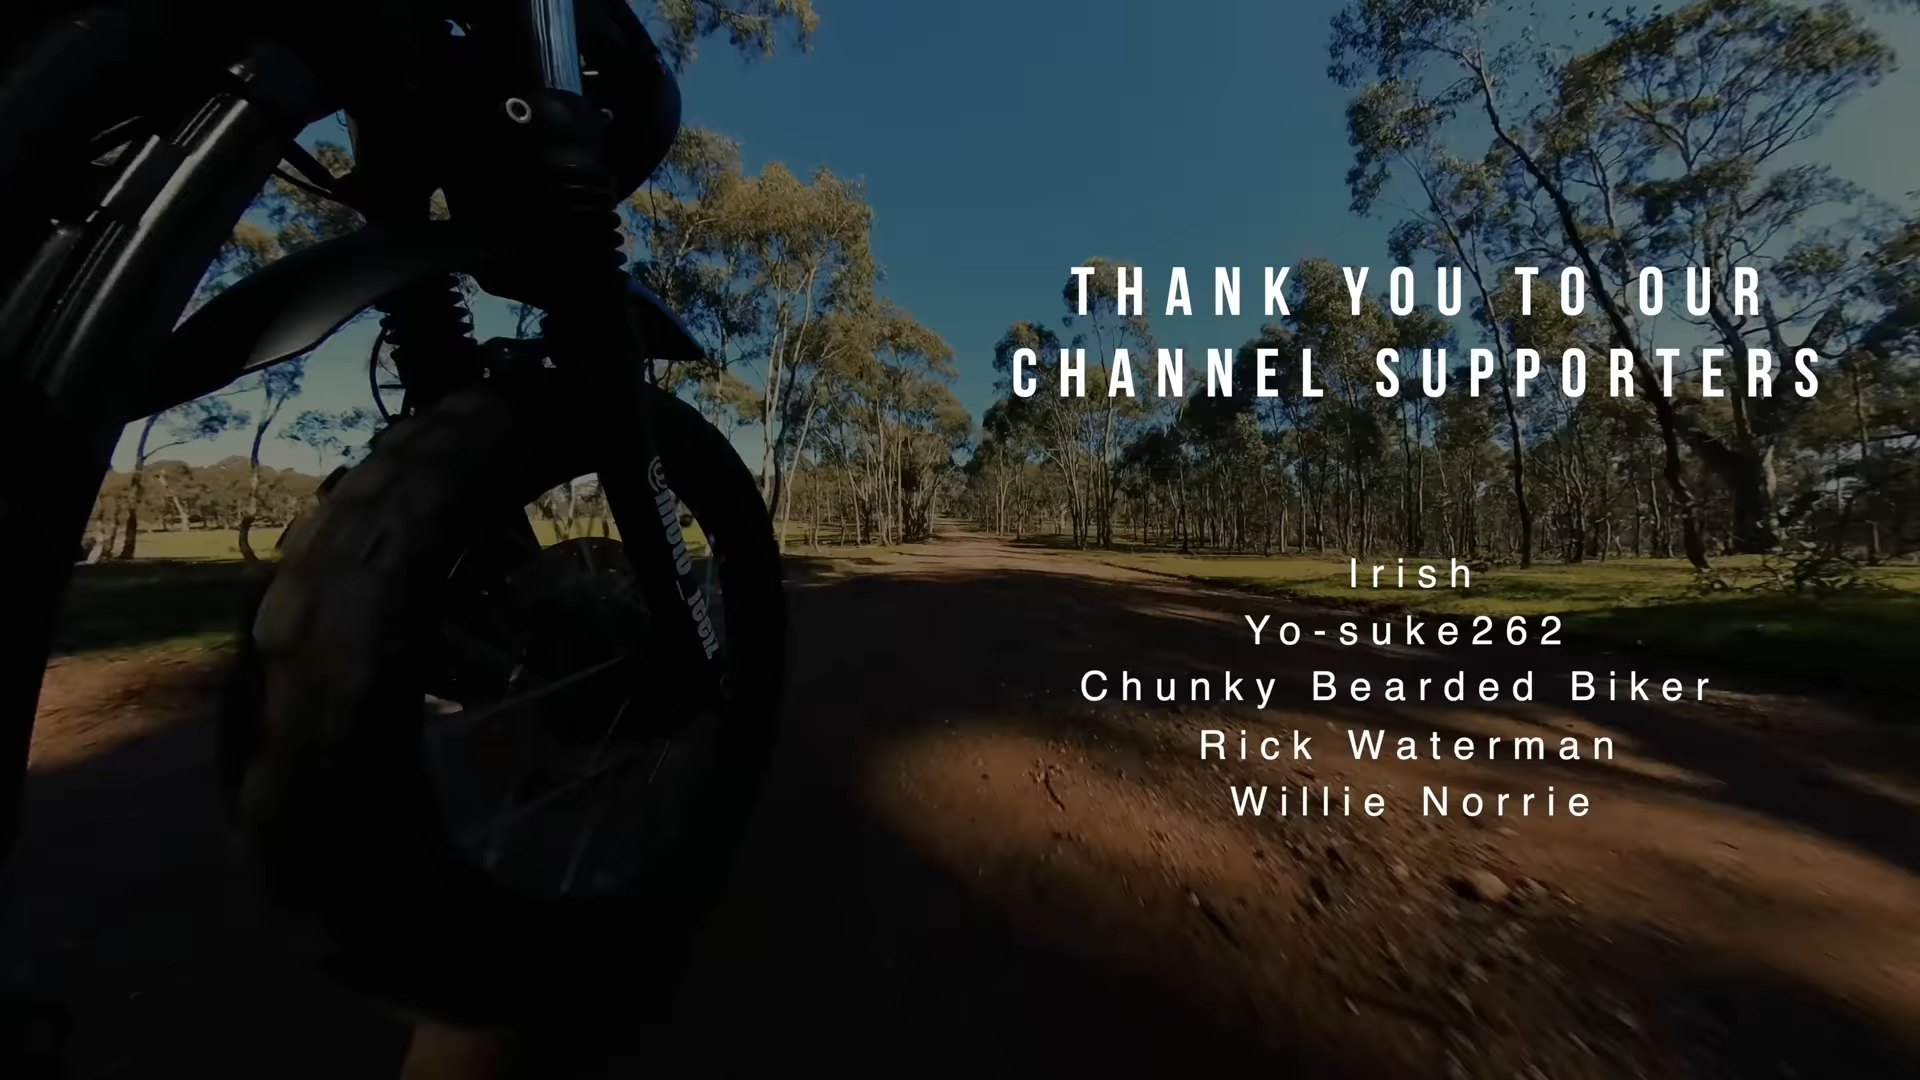 THANK YOU TO OUR
CHANNEL SUPPORTERS
Irish
Yo-suke262
Chunky Bearded Biker
Rick Waterman
Willie Norrie